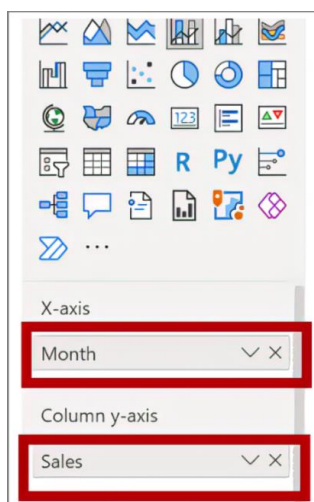 123
R Py
...
X-axis
Month
Column y-axis
Sales